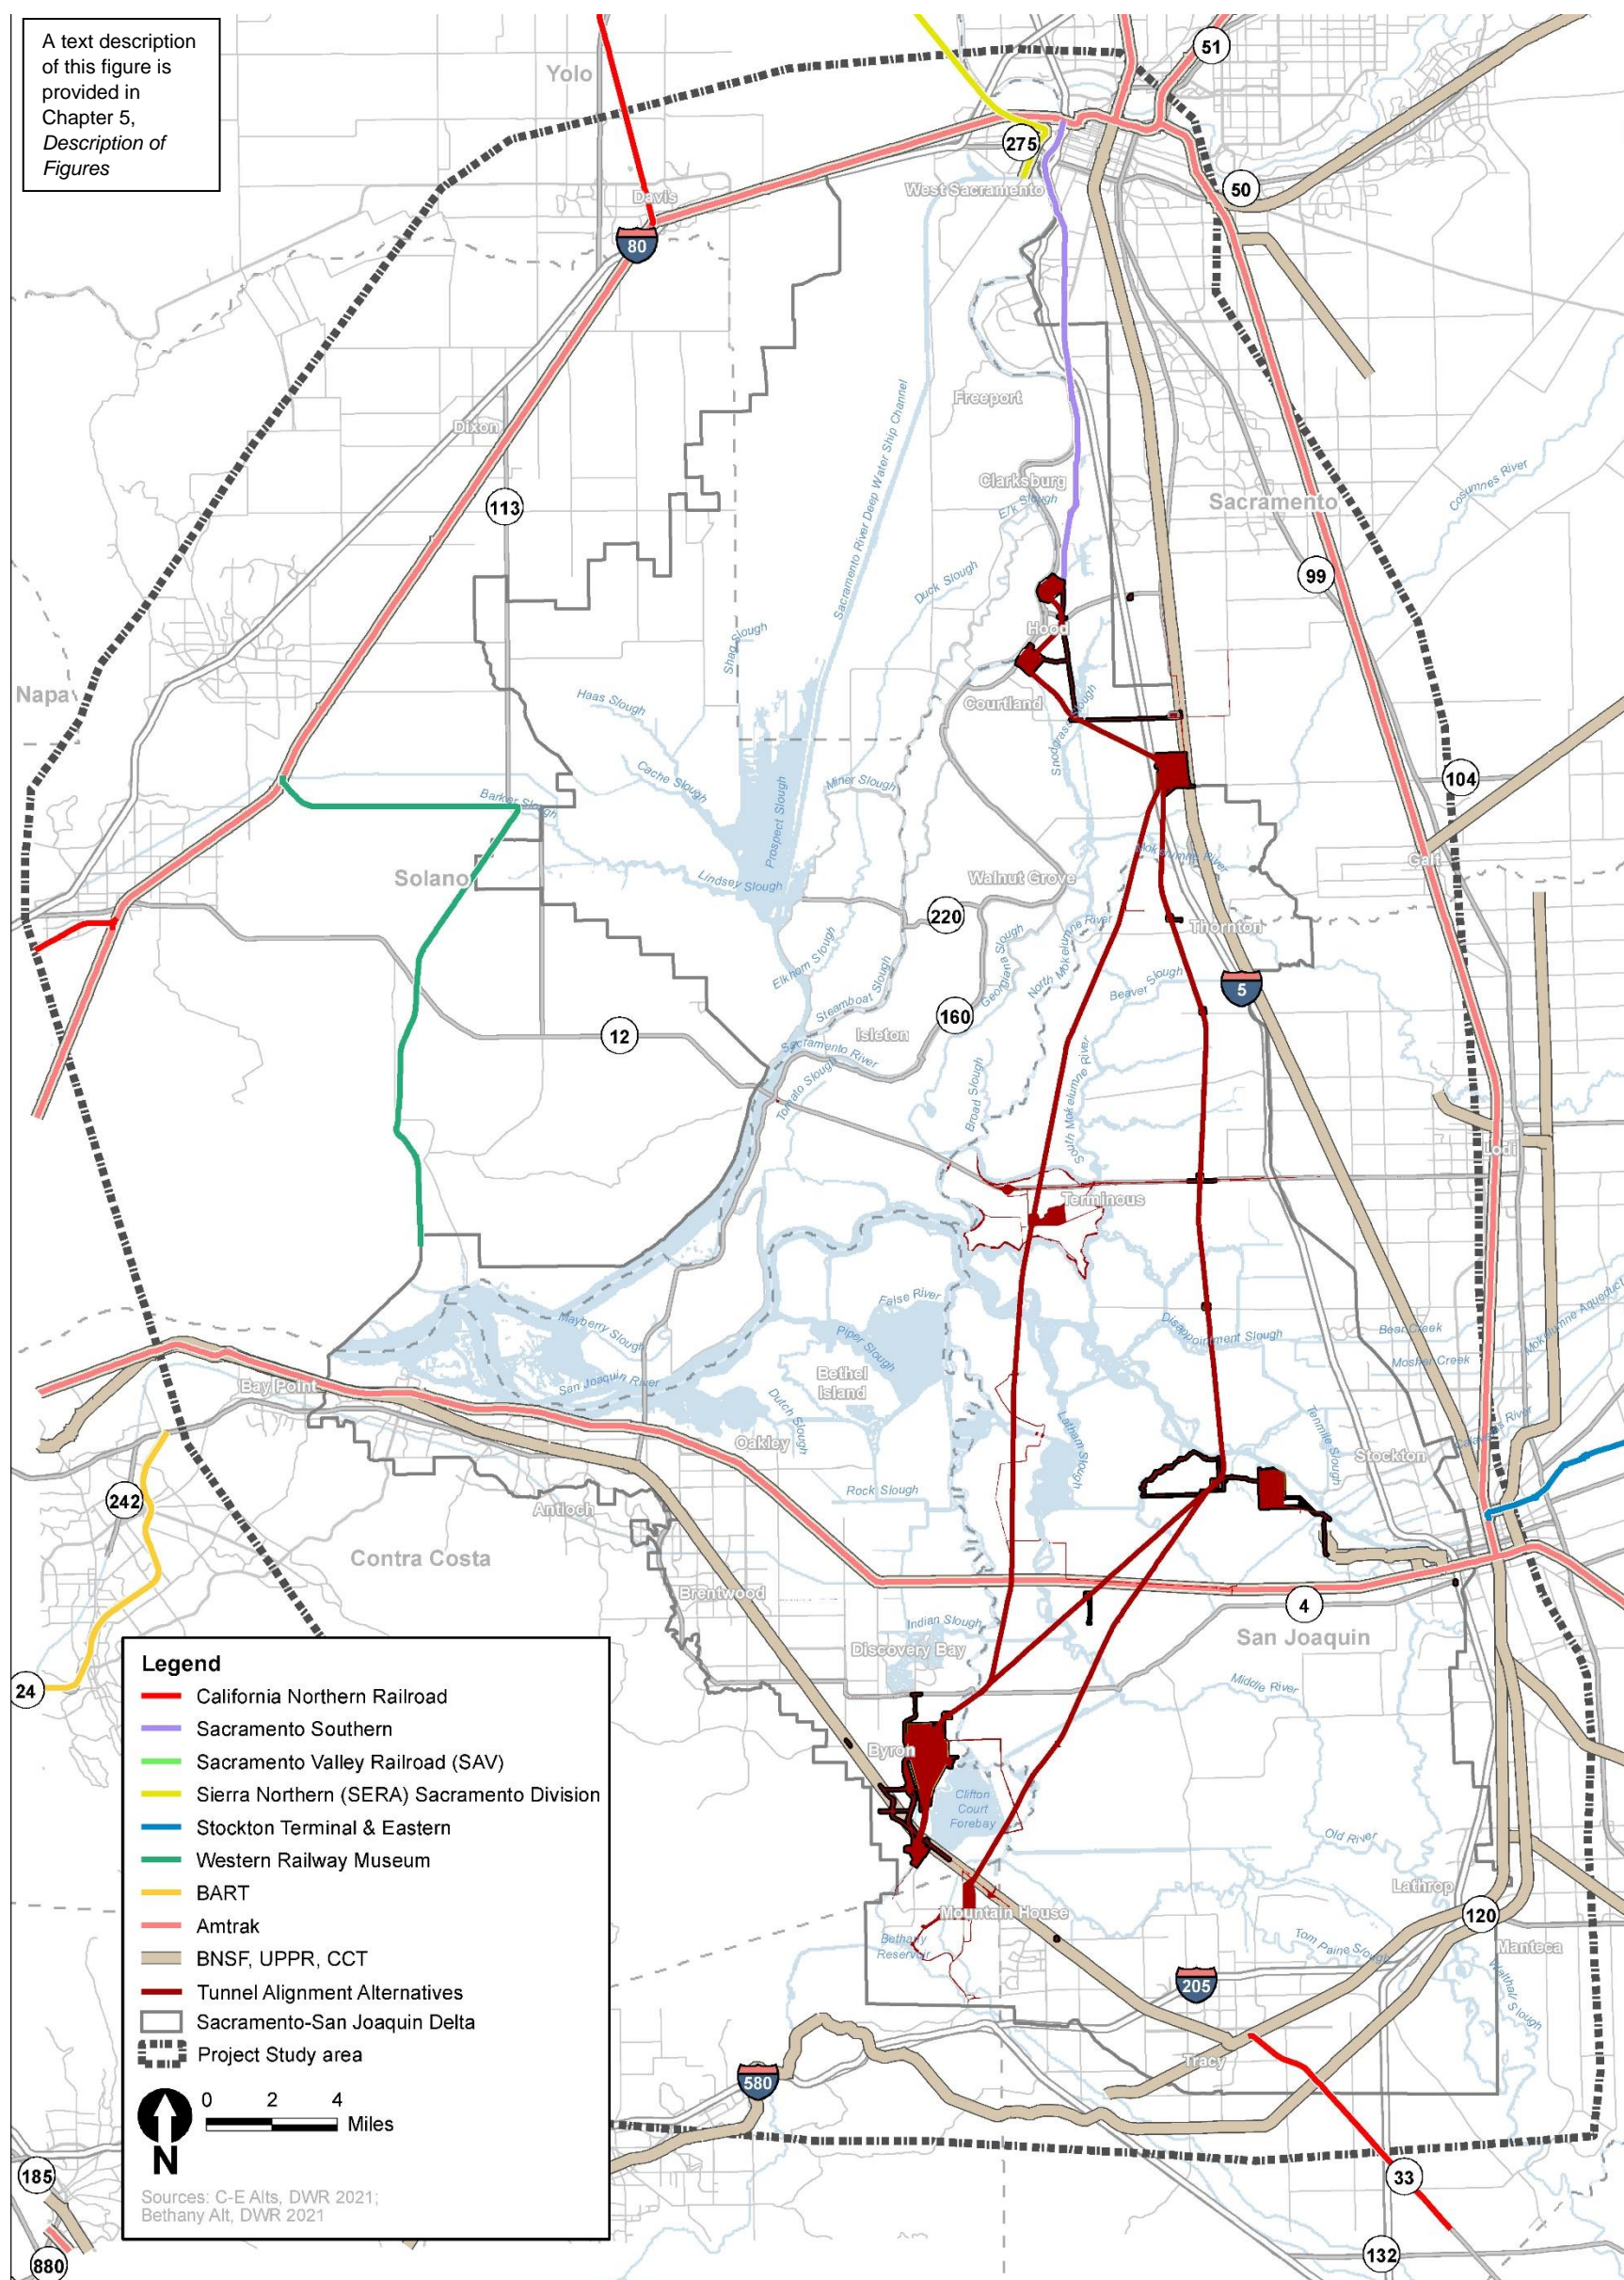 A text description
of this figure is
provided in
Chapter 5,
Description of
Figures
Yolo
51
275
West Sacramento
50
Davis
80
Freeport
Dixon
Sacramento River Deep Water Ship Channel
Clarksburg
Elk Slough
Sacramento
Cosumnes River
113
99
Duck Slough
Hood
Shag Slough
Napa
Haas Slough
Courtland
Snodgrass Slough
Cache Slough
Miner Slough
104
Barker Slough
Prospect Slough
Mokelumne River
Galt
Solano
Lindsey Slough
Walnut Grove
220
Thornton
Georgiana Slough
North Mokelumne River
Elkhorn Slough
Beaver Slough
5
Steamboat Slough
160
12
Isleton
Sacramento River
Tomato Slough
Broad Slough
South Mokelumne River
Lodi
Terminous
False River
Mayberry Slough
Piper Slough
Disappointment Slough
Bear Creek
Mosher Creek
Mokelumne Aqueduct
Bay Point
San Joaquin River
Bethel
Island
Dutch Slough
Latham Slough
Tenmile Slough
Calaveras River
Oakley
Stockton
242
Antioch
Rock Slough
Contra Costa
Brentwood
4
Indian Slough
Discovery Bay
San Joaquin
24
Middle River
Byron
Clifton
Court
Forebay
Old River
Lathrop
120
Mountain House
Bethany
Reservoir
Tom Paine Slough
Manteca
Walthall Slough
205
Tracy
580
33
185
880
132
Legend
California Northern Railroad
Sacramento Southern
Sacramento Valley Railroad (SAV)
Sierra Northern (SERA) Sacramento Division
Stockton Terminal & Eastern
Western Railway Museum
BART
Amtrak
BNSF, UPPR, CCT
Tunnel Alignment Alternatives
Sacramento-San Joaquin Delta
Project Study area
0 2 4
Miles
N
Sources: C-E Alts, DWR 2021;
Bethany Alt, DWR 2021